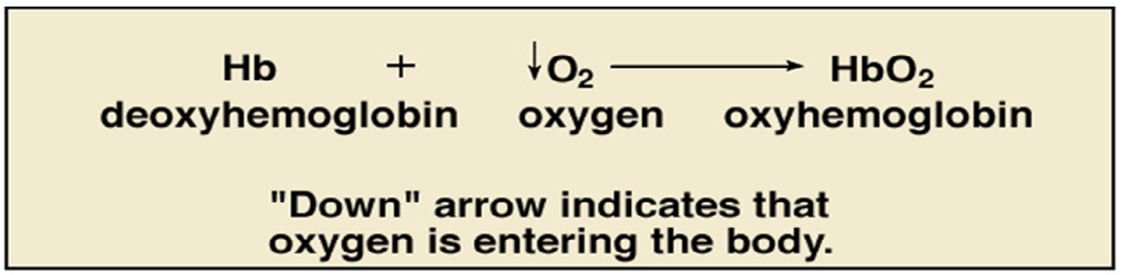 Hb + ↓O₂ ⟶ HbO₂
deoxyhemoglobin oxygen oxyhemoglobin
"Down" arrow indicates that
oxygen is entering the body.